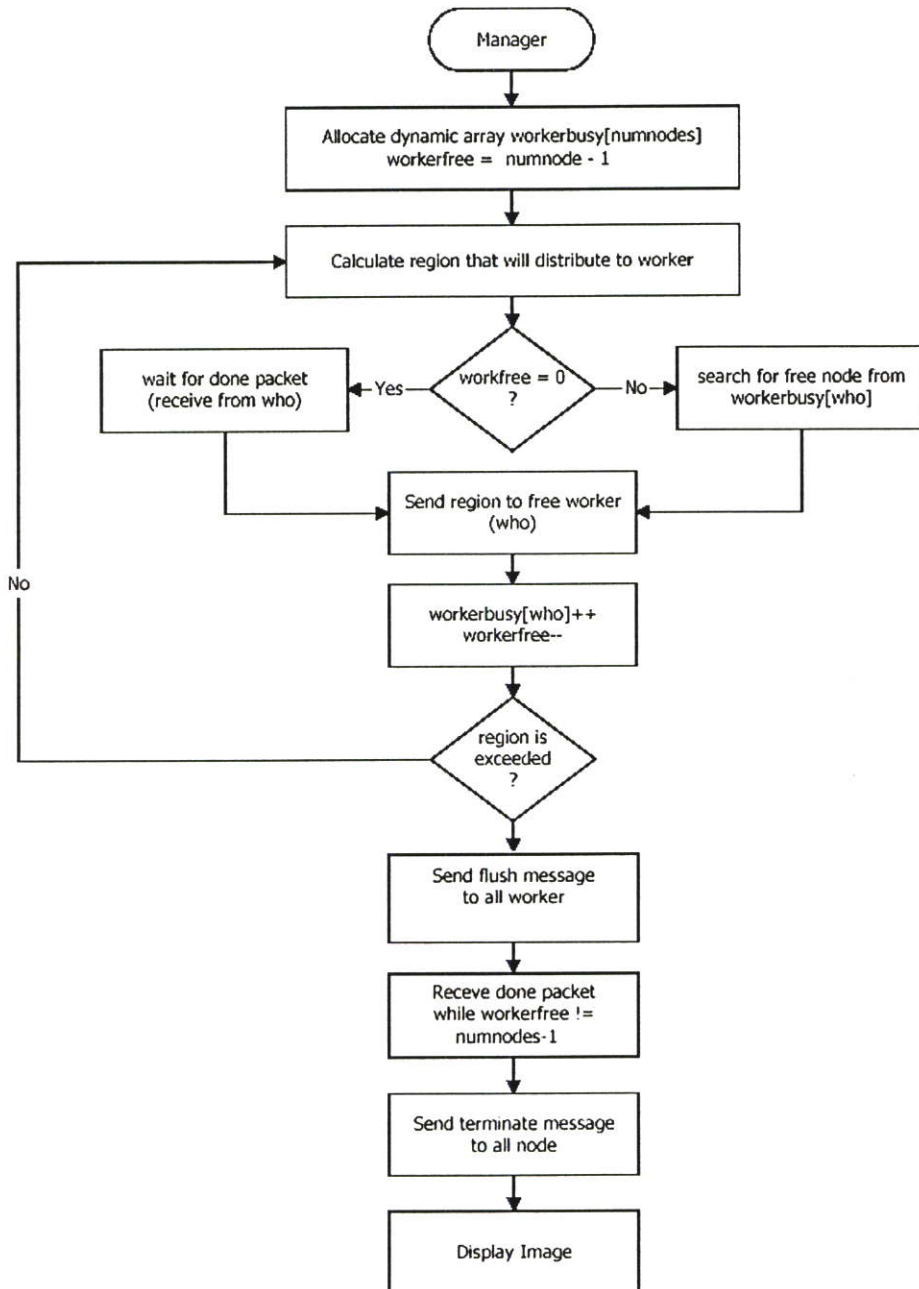 Manager
Allocate dynamic array workerbusy[numnodes]
workerfree = numnode - 1
Calculate region that will distribute to worker
workfree = 0
?
Yes
No
wait for done packet
(receive from who)
search for free node from
workerbusy[who]
Send region to free worker
(who)
No
workerbusy[who]++
workerfree--
region is
exceeded
?
Send flush message
to all worker
Receve done packet
while workerfree !=
numnodes-1
Send terminate message
to all node
Display Image